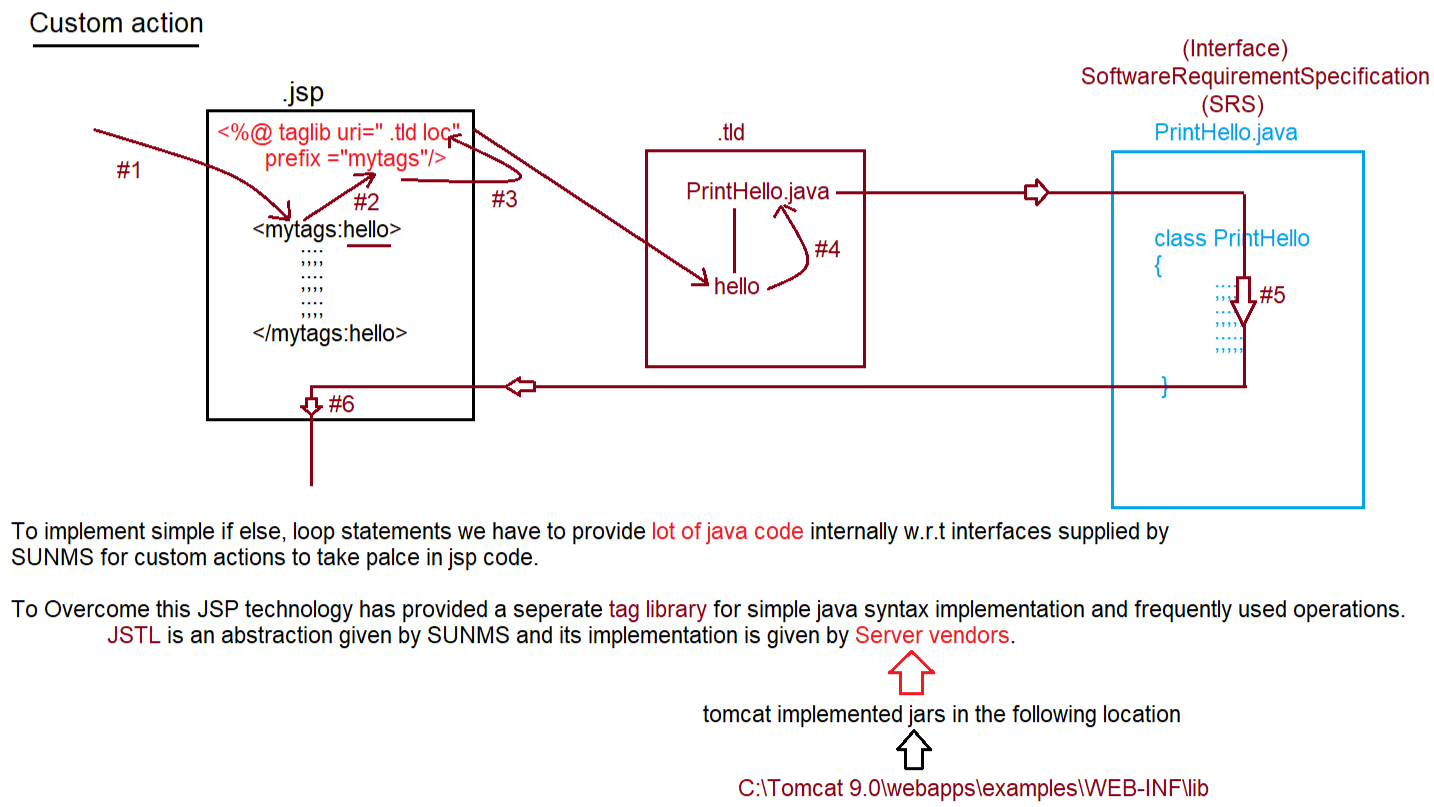 Custom action
(Interface)
SoftwareRequirementSpecification
(SRS)
.jsp
<%@ taglib uri=" .tld loc"
prefix ="mytags"/>
#1
#2
#3
<mytags:hello>
;;;;
;;;;
;;;;
</mytags:hello>
#6
.tld
PrintHello.java
#4
hello
PrintHello.java
class PrintHello
{
;;;;;
;;;;;
;;;;;
#5
}
To implement simple if else, loop statements we have to provide lot of java code internally w.r.t interfaces supplied by
SUNMS for custom actions to take palce in jsp code.
To Overcome this JSP technology has provided a seperate tag library for simple java syntax implementation and frequently used operations.
JSTL is an abstraction given by SUNMS and its implementation is given by Server vendors.
tomcat implemented jars in the following location
C:\Tomcat 9.0\webapps\examples\WEB-INF\lib